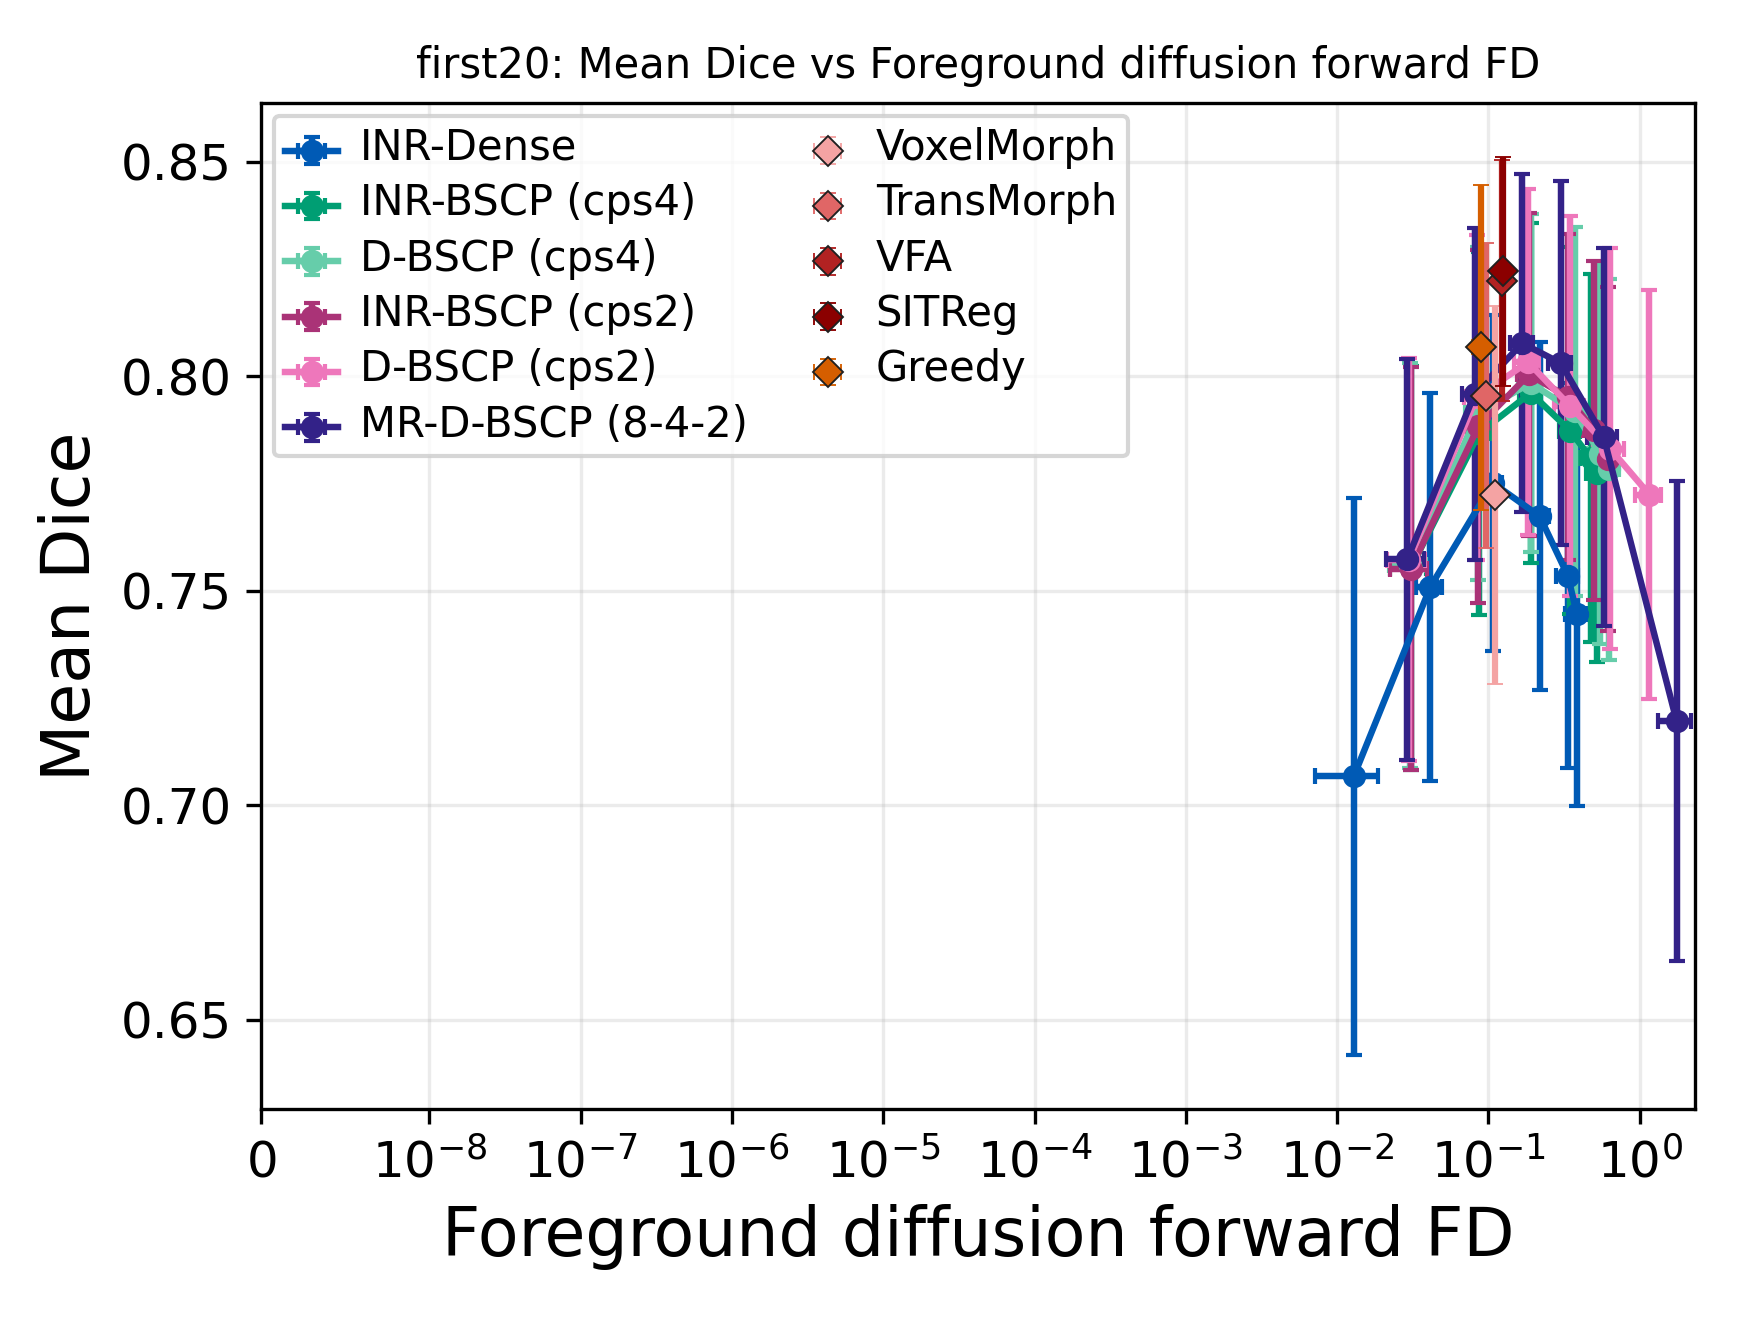 first20: Mean Dice vs Foreground diffusion forward FD
INR-Dense
INR-BSCP (cps4)
D-BSCP (cps4)
INR-BSCP (cps2)
D-BSCP (cps2)
MR-D-BSCP (8-4-2)
VoxelMorph
TransMorph
VFA
SITReg
Greedy
0.85
0.80
0.75
0.70
0.65
Mean Dice
0 10⁻⁸ 10⁻⁷ 10⁻⁶ 10⁻⁵ 10⁻⁴ 10⁻³ 10⁻² 10⁻¹ 10⁰
Foreground diffusion forward FD